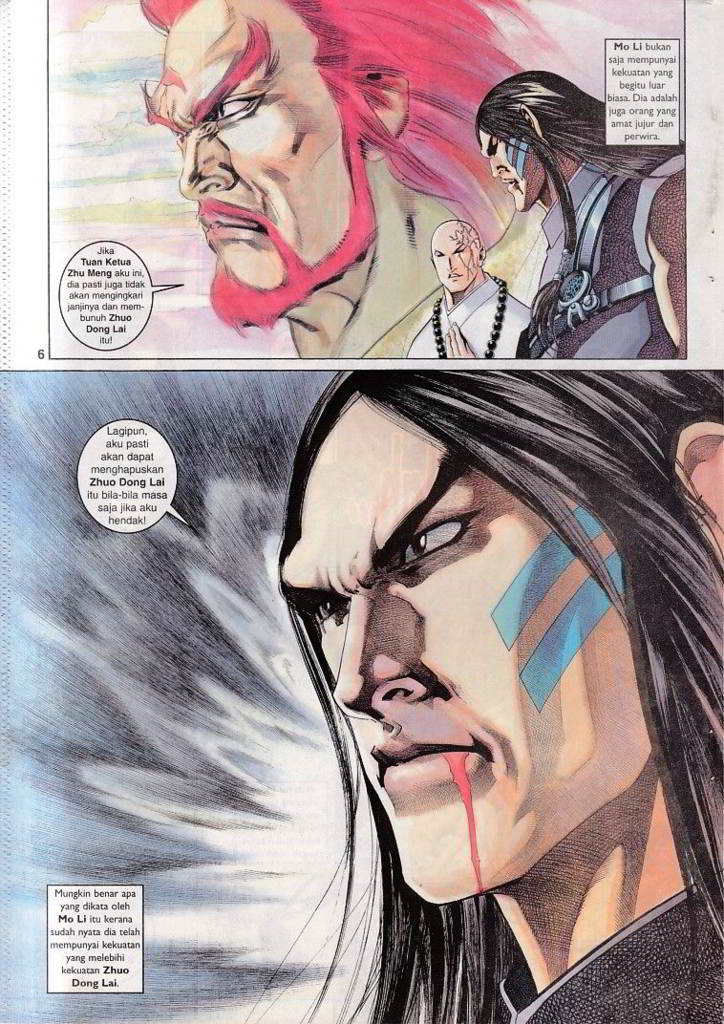 Mo Li bukan
saja mempunyai
kekuatan yang
begitu luar
biasa. Dia adalah
juga orang yang
amat jujur dan
perwira.
Jika
Tuan Ketua
Zhu Meng aku ini,
dia pasti juga tidak
akan mengingkari
janjinya dan mem-
bunuh Zhuo
Dong Lai
itu!
6
Lagipun,
aku pasti
akan dapat
menghapuskan
Zhuo Dong Lai
itu bila-bila masa
saja jika aku
hendak!
Mungkin benar apa
yang dikata oleh
Mo Li itu kerana
sudah nyata dia telah
mempunyai kekuatan
yang melebihi
kekuatan Zhuo
Dong Lai.